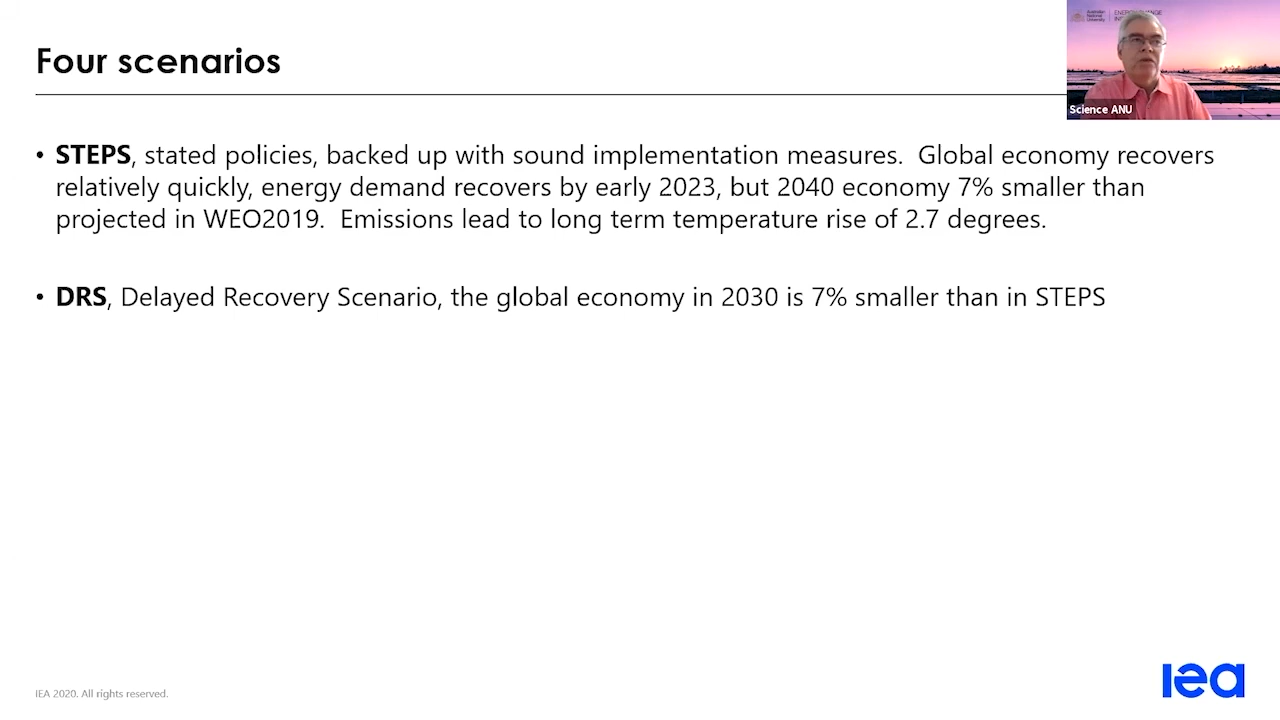 Four scenarios
Australian
National
University
Science ANU
• STEPS, stated policies, backed up with sound implementation measures.  Global economy recovers
relatively quickly, energy demand recovers by early 2023, but 2040 economy 7% smaller than
projected in WEO2019.  Emissions lead to long term temperature rise of 2.7 degrees.
• DRS, Delayed Recovery Scenario, the global economy in 2030 is 7% smaller than in STEPS
IEA 2020. All rights reserved.
iea